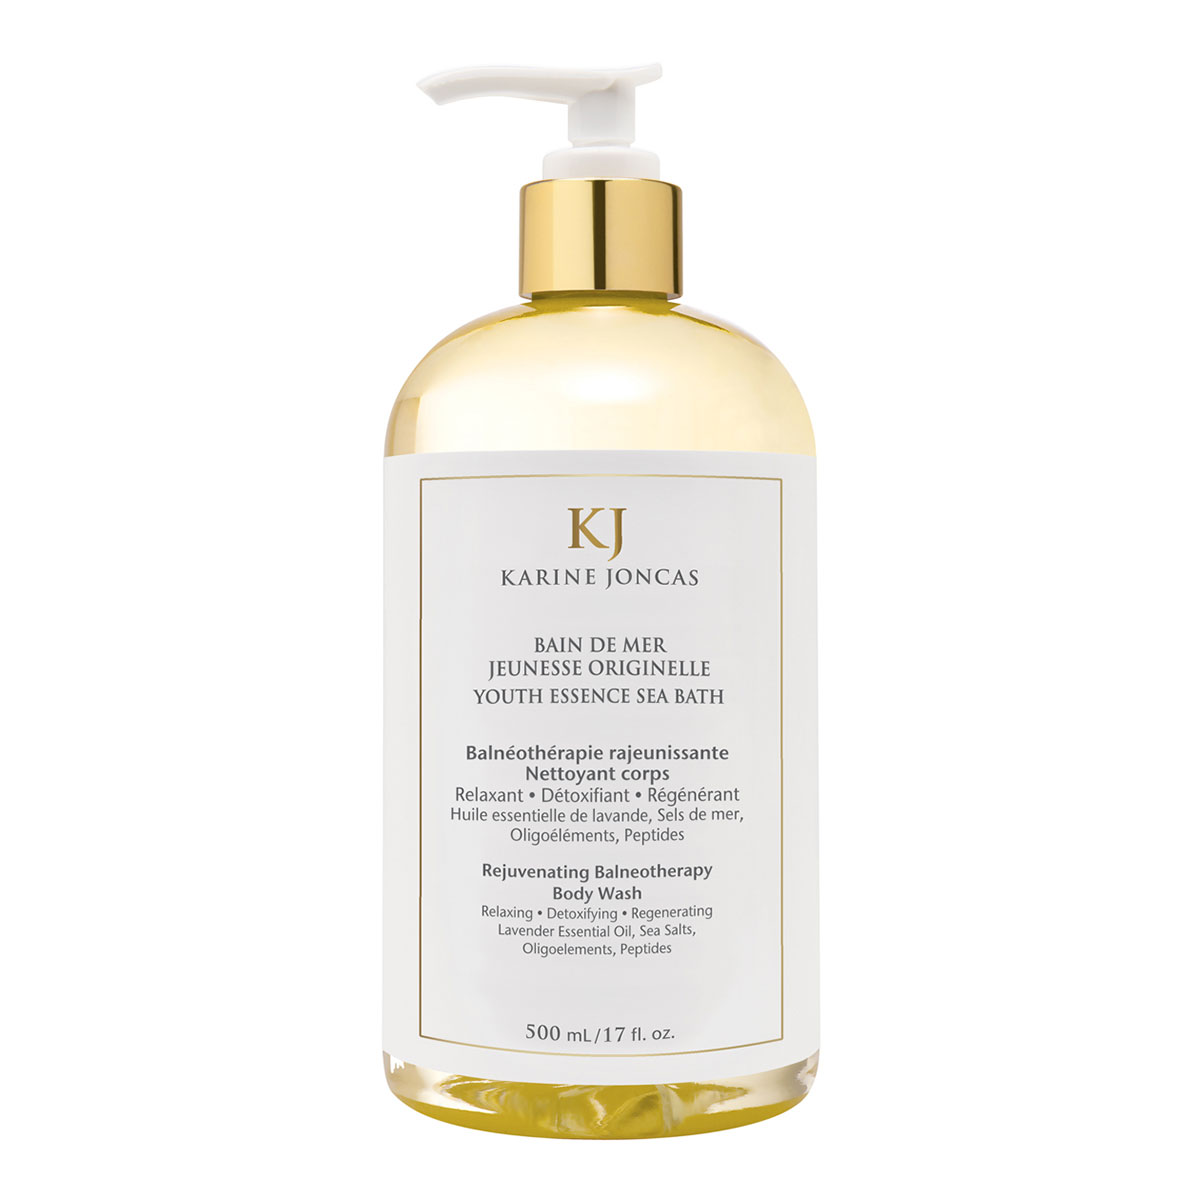 KJ
KARINE JONCAS
BAIN DE MER
JEUNESSE ORIGINELLE
YOUTH ESSENCE SEA BATH
Balnéothérapie rajeunissante
Nettoyant corps
Relaxant • Détoxifiant • Régénérant
Huile essentielle de lavande, Sels de mer,
Oligoéléments, Peptides
Rejuvenating Balneotherapy
Body Wash
Relaxing • Detoxifying • Regenerating
Lavender Essential Oil, Sea Salts,
Oligoelements, Peptides
500 mL/17 fl. oz.